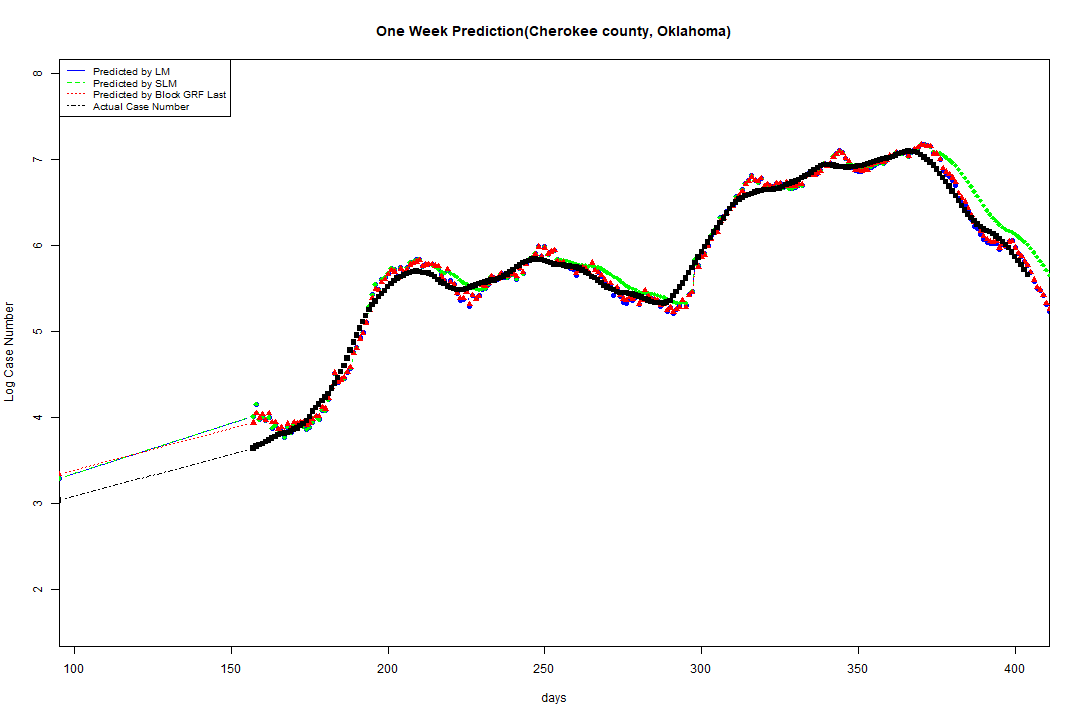 One Week Prediction(Cherokee county, Oklahoma)
Predicted by LM
Predicted by SLM
Predicted by Block GRF Last
Actual Case Number
8
7
6
5
4
3
2
Log Case Number
100 150 200 250 300 350 400
days